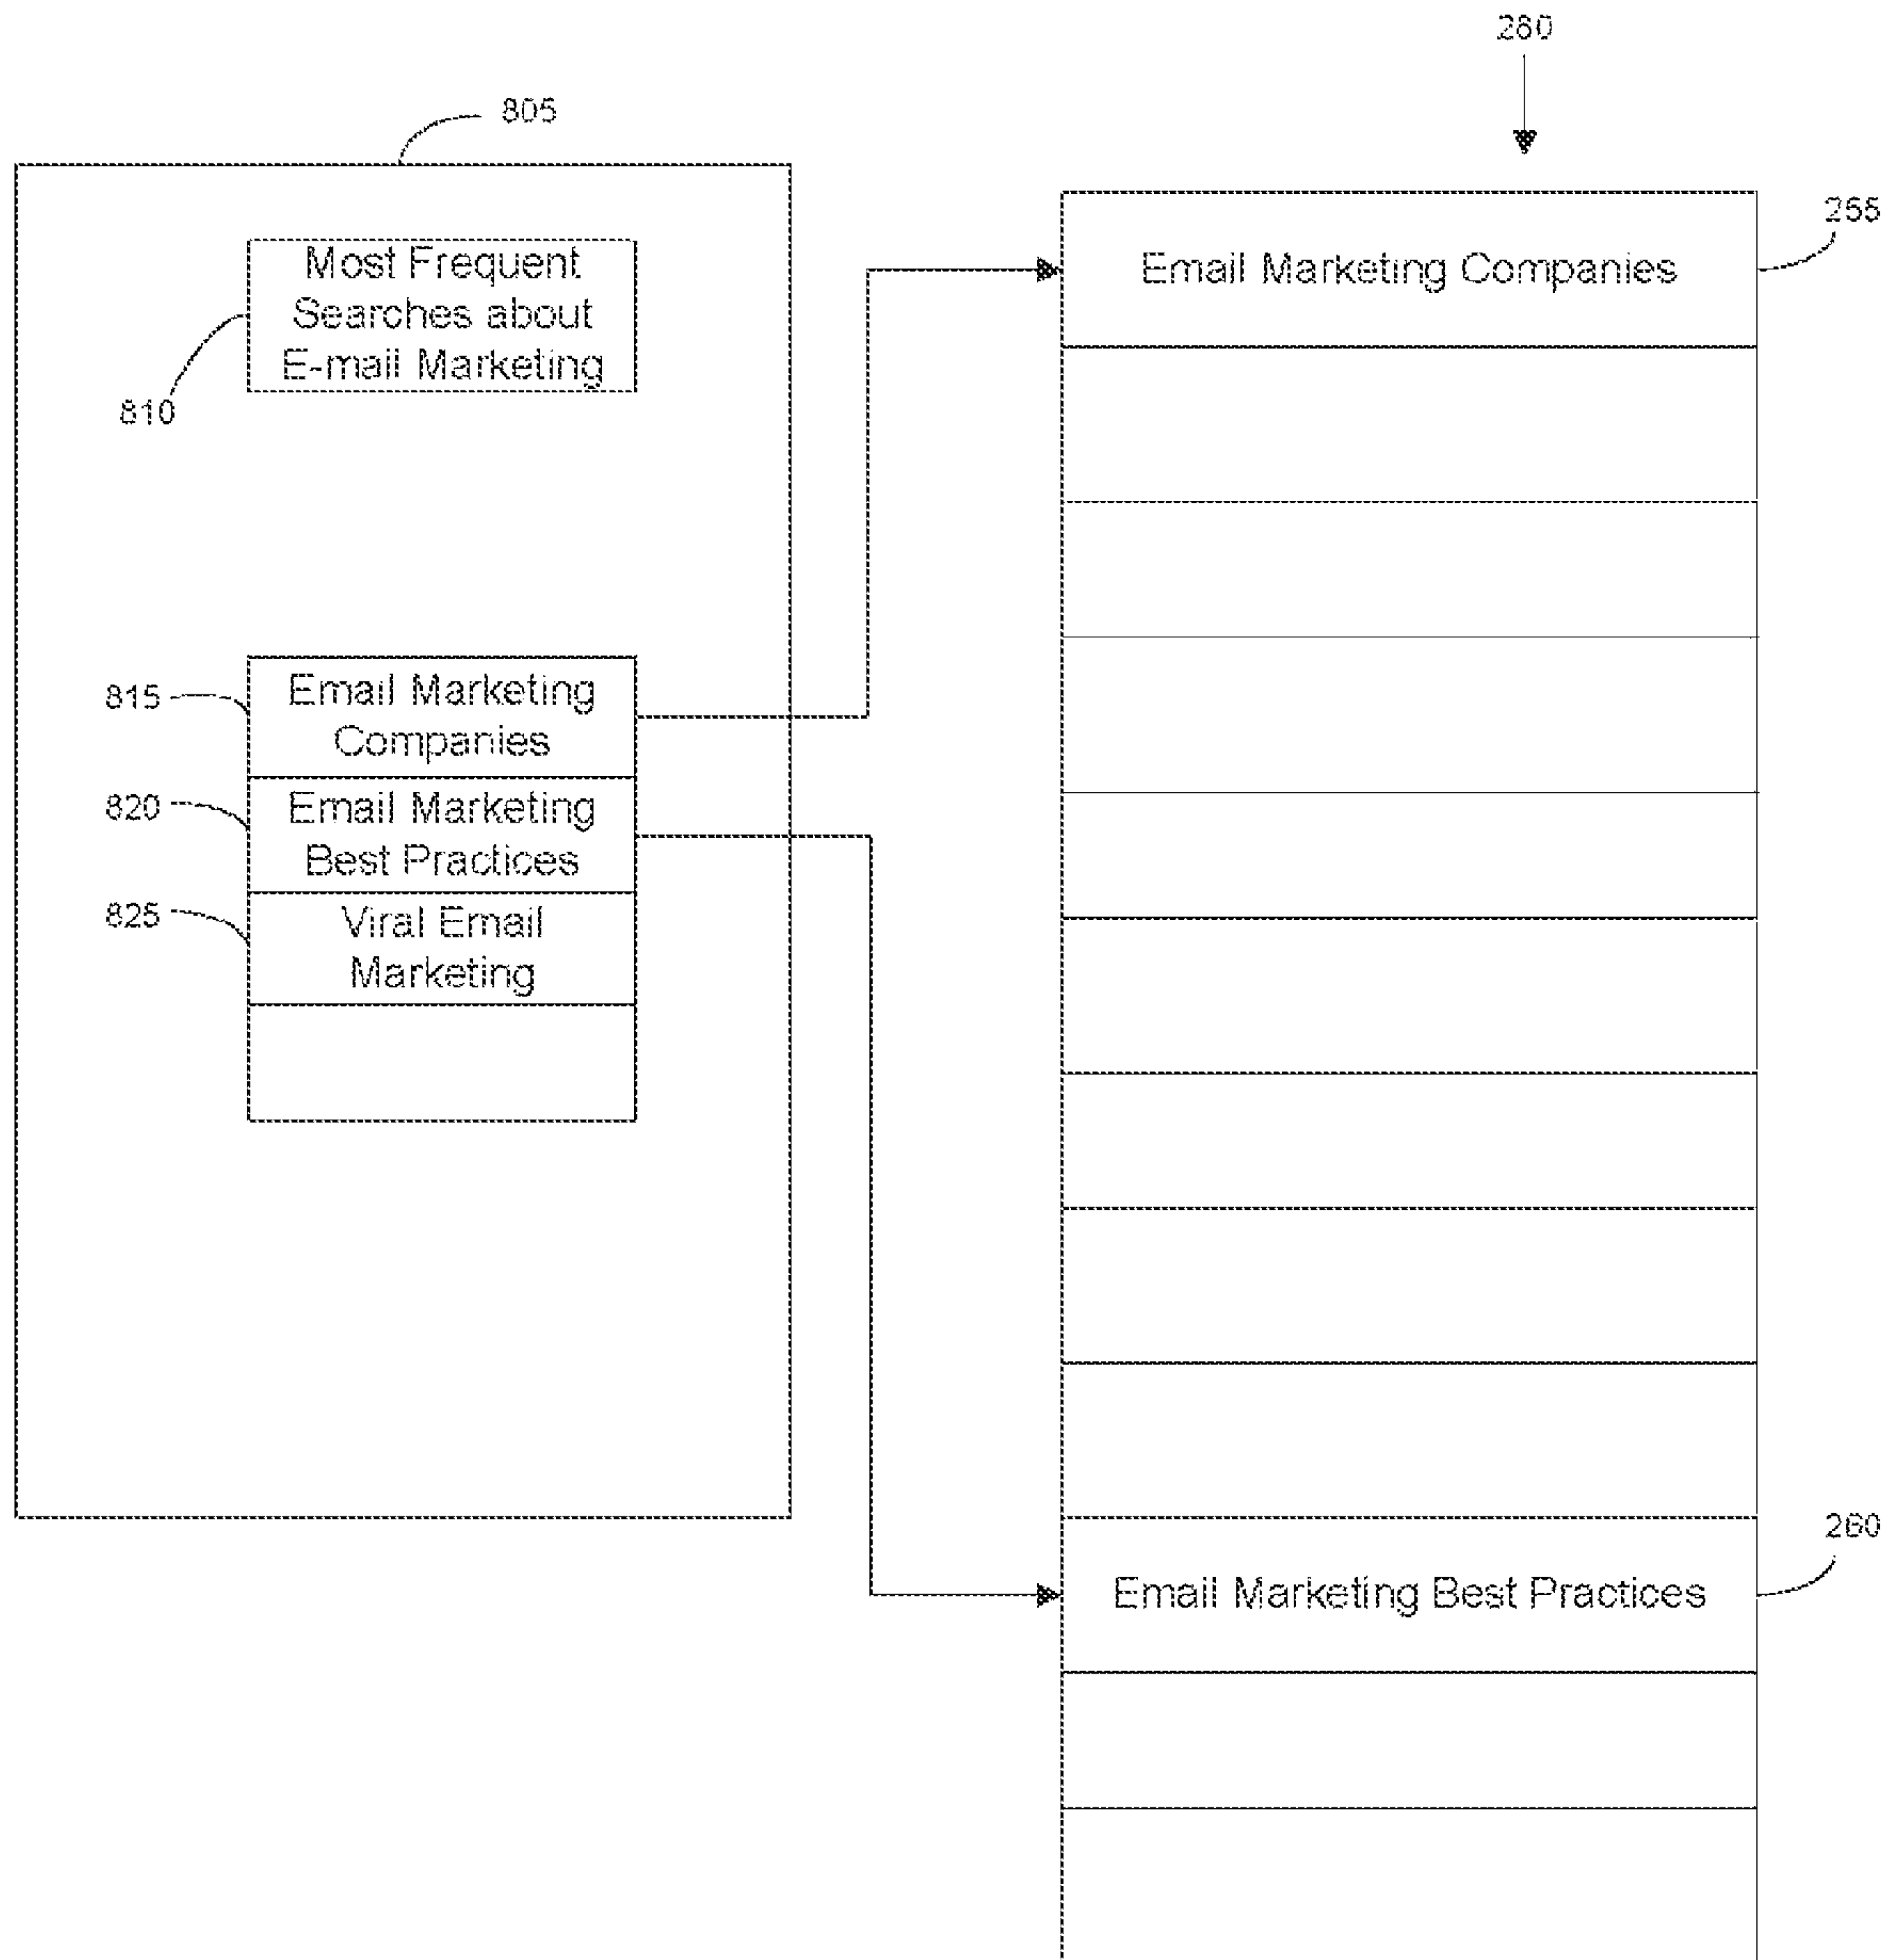 280
805
255
Email Marketing Companies
Most Frequent
Searches about
E-mail Marketing
810
815
Email Marketing
Companies
820
Email Marketing
Best Practices
825
Viral Email
Marketing
260
Email Marketing Best Practices